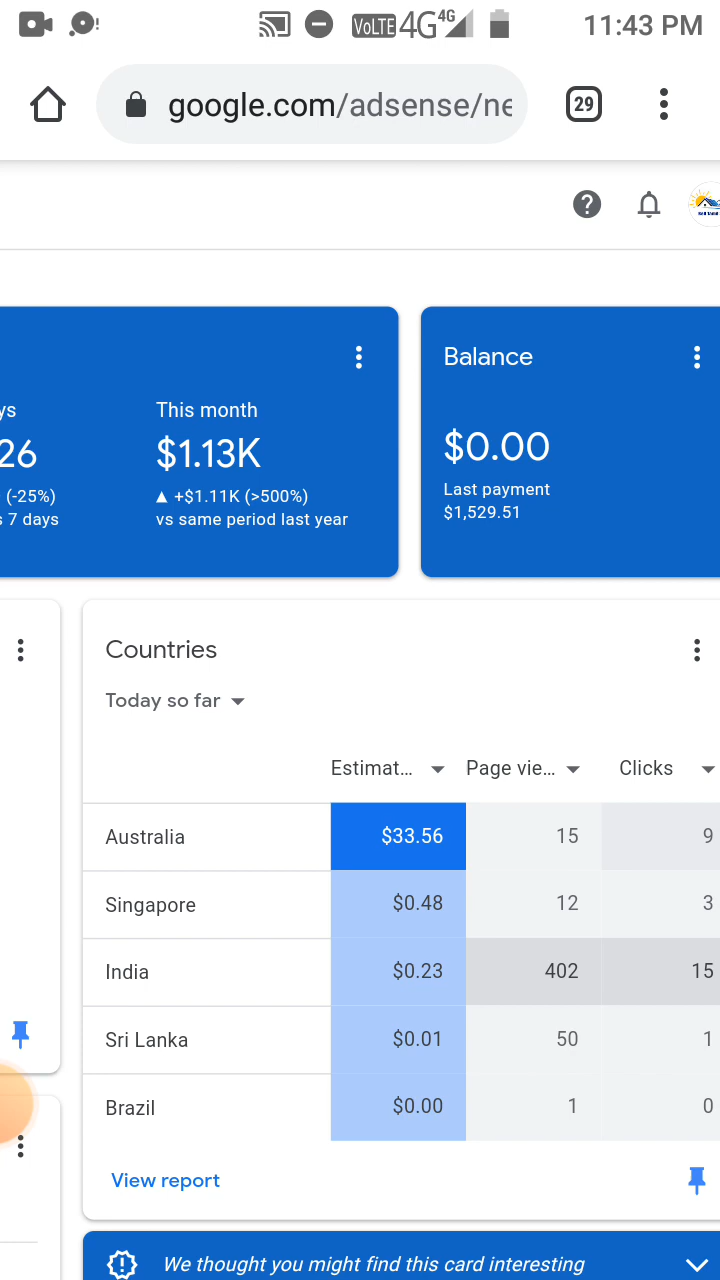 VoLTE 4G 4G 11:43 PM
google.com/adsense/ne
29
ys
26
(-25%)
s 7 days
This month
$1.13K
▲ +$1.11K (>500%)
vs same period last year
Balance
$0.00
Last payment
$1,529.51
Countries
Today so far
Estimat... Page vie... Clicks
Australia $33.56 15 9
Singapore $0.48 12 3
India $0.23 402 15
Sri Lanka $0.01 50 1
Brazil $0.00 1 0
View report
We thought you might find this card interesting